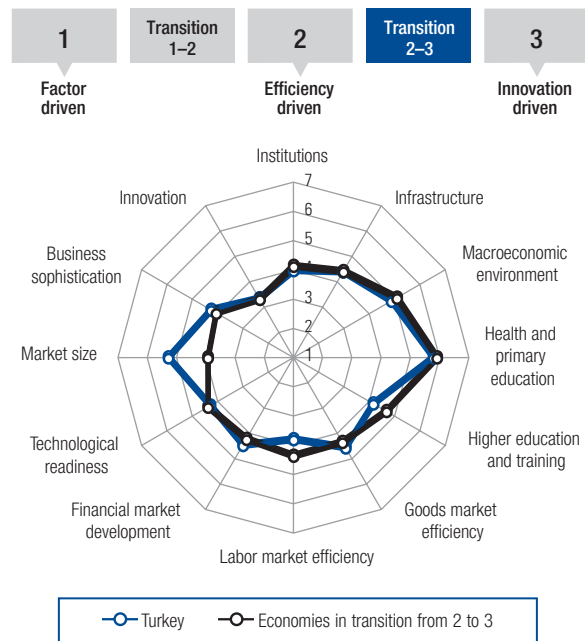 1
Transition
1–2
2
Transition
2–3
3
Factor
driven
Efficiency
driven
Innovation
driven
Institutions
7
6
5
4
3
2
1
Infrastructure
Macroeconomic
environment
Health and
primary
education
Higher education
and training
Goods market
efficiency
Labor market efficiency
Financial market
development
Technological
readiness
Market size
Business
sophistication
Innovation
Turkey
Economies in transition from 2 to 3